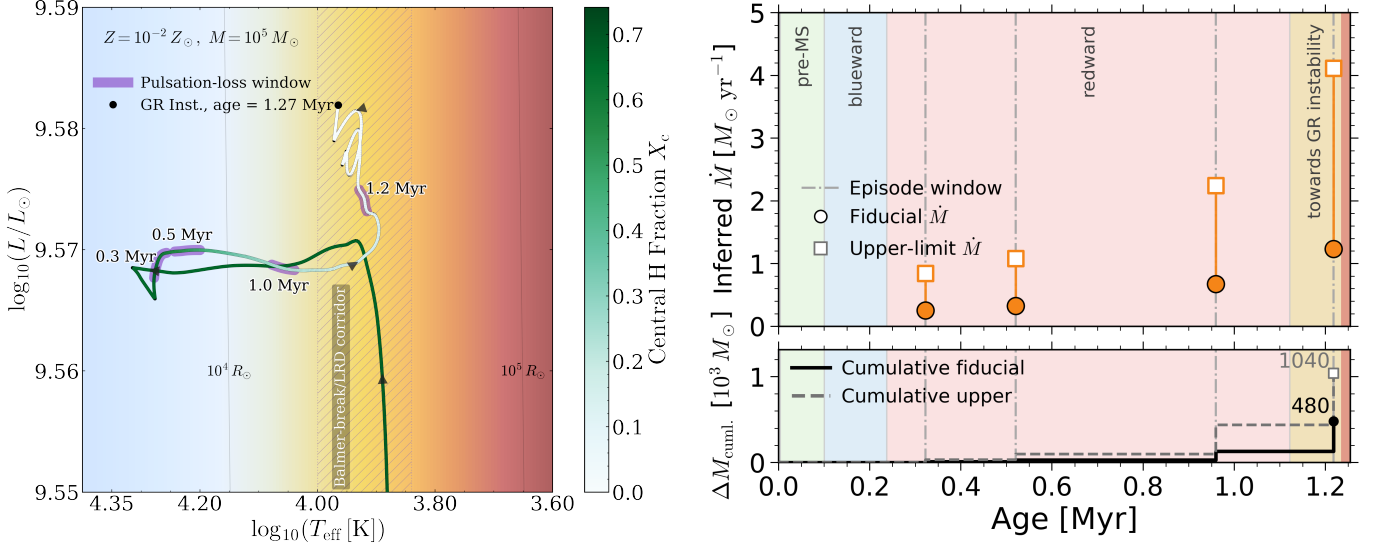 9.59
9.58
9.57
9.56
9.55
log₁₀(L/L⊙)
Z = 10⁻² Z⊙ , M = 10⁵ M⊙
Pulsation-loss window
GR Inst., age = 1.27 Myr
1.2 Myr
0.5 Myr
0.3 Myr
1.0 Myr
10⁴ R⊙
10⁵ R⊙
Balmer-break/LRD corridor
4.35
4.20
4.00
3.80
3.60
log₁₀(T_eff [K])
0.7
0.6
0.5
0.4
0.3
0.2
0.1
0.0
Central H Fraction X_c
5
4
3
2
1
0
Inferred Ṁ [M⊙ yr⁻¹]
pre-MS
blueward
redward
towards GR instability
Episode window
Fiducial Ṁ
Upper-limit Ṁ
1
0
ΔM_cuml. [10³ M⊙]
Cumulative fiducial
Cumulative upper
1040
480
0.0
0.2
0.4
0.6
0.8
1.0
1.2
Age [Myr]